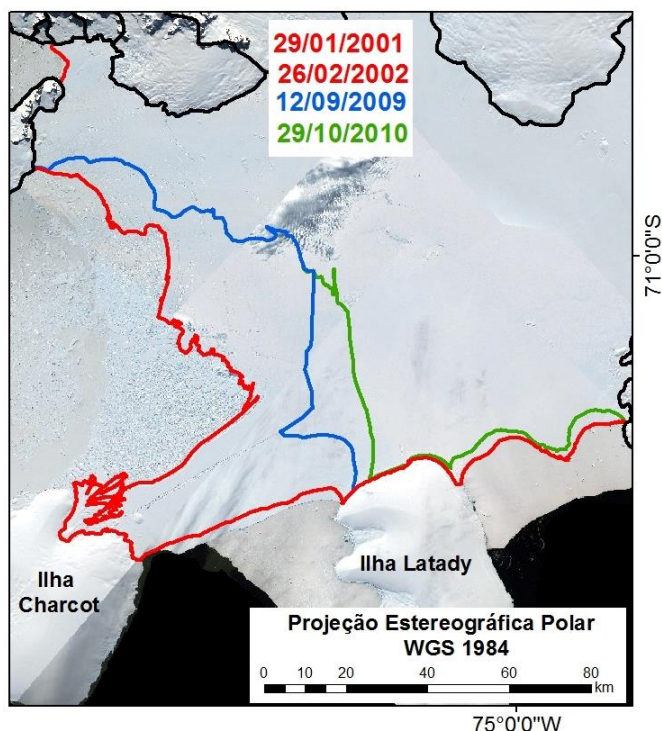 29/01/2001
26/02/2002
12/09/2009
29/10/2010
71°0'0"S
Ilha
Charcot
Ilha Latady
Projeção Estereográfica Polar
WGS 1984
0 10 20 40 60 80
km
75°0'0"W